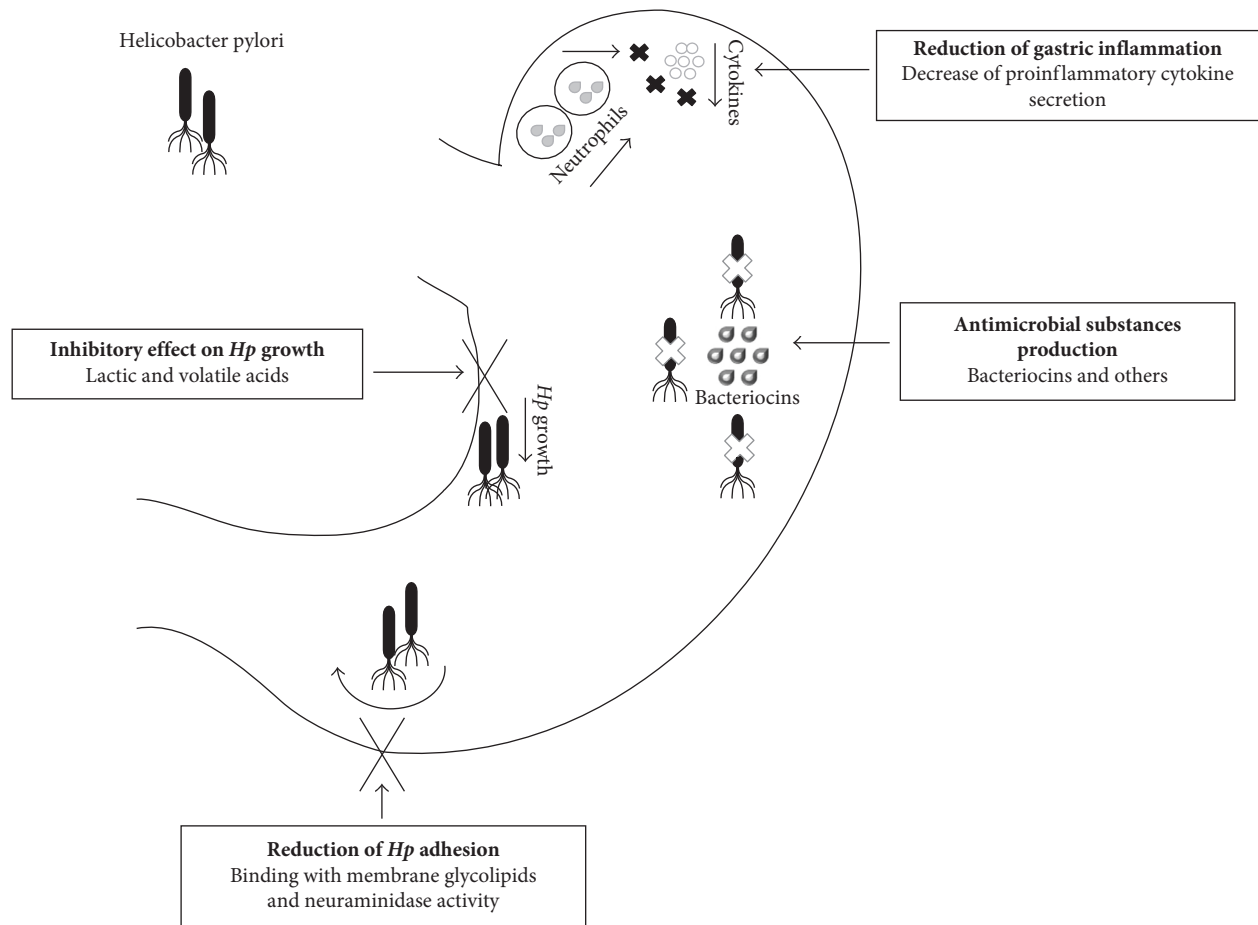 Helicobacter pylori
Neutrophils
Cytokines
Reduction of gastric inflammation
Decrease of proinflammatory cytokine
secretion
Inhibitory effect on Hp growth
Lactic and volatile acids
Hp growth
Bacteriocins
Antimicrobial substances
production
Bacteriocins and others
Reduction of Hp adhesion
Binding with membrane glycolipids
and neuraminidase activity